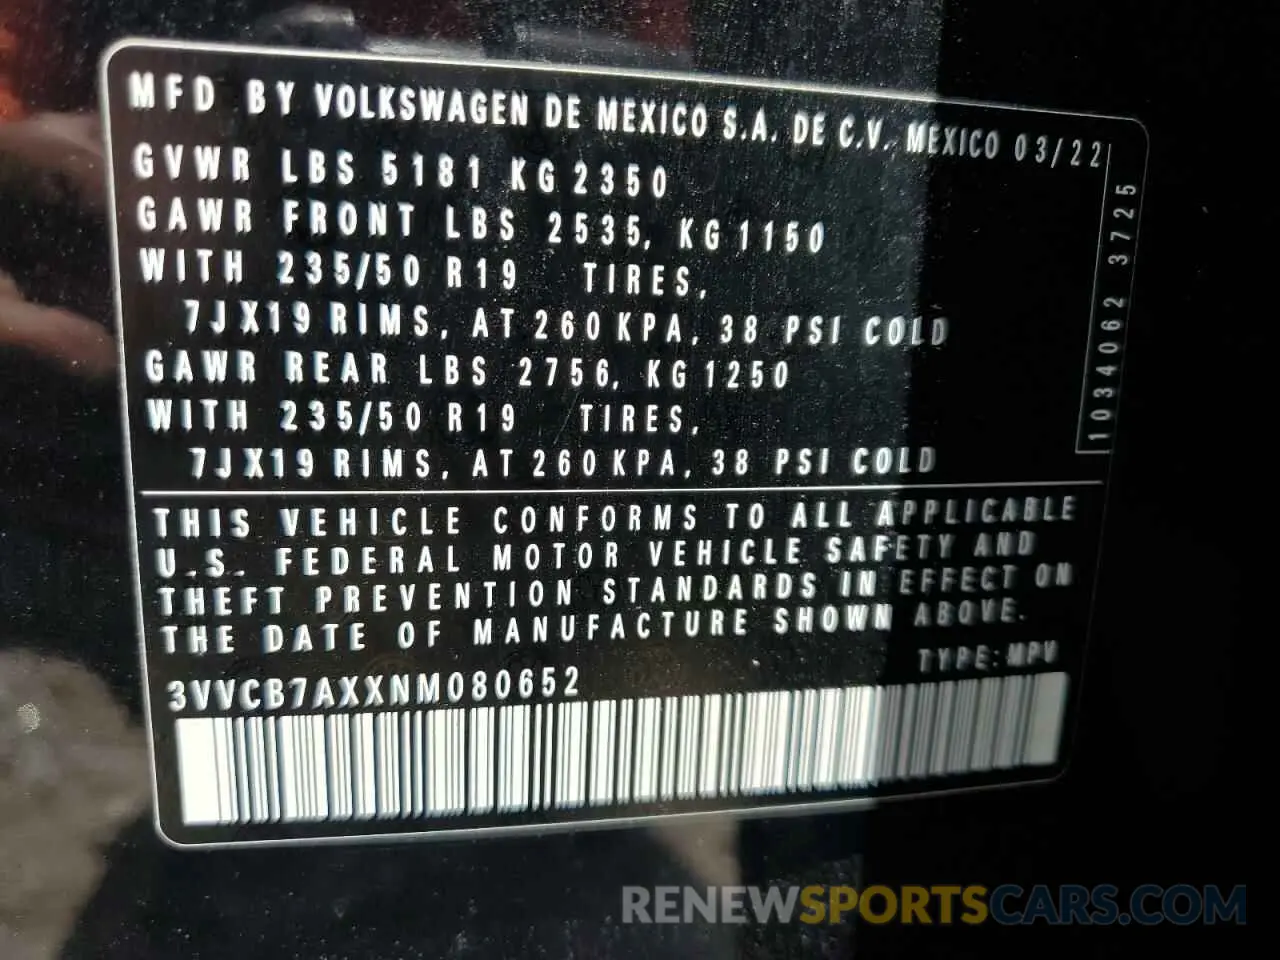 MFD BY VOLKSWAGEN DE MEXICO S.A. DE C.V. MEXICO 03/22
GVWR LBS 5181 KG 2350
GAWR FRONT LBS 2535, KG 1150
WITH 235/50 R19 TIRES,
7JX19 RIMS, AT 260 KPA, 38 PSI COLD
GAWR REAR LBS 2756, KG 1250
WITH 235/50 R19 TIRES,
7JX19 RIMS, AT 260 KPA, 38 PSI COLD
1034062 3725
THIS VEHICLE CONFORMS TO ALL APPLICABLE
U.S. FEDERAL MOTOR VEHICLE SAFETY AND
THEFT PREVENTION STANDARDS IN EFFECT ON
THE DATE OF MANUFACTURE SHOWN ABOVE.
TYPE: MPV
3VVCB7AXXNM080652
RENEWSPORTSCARS.COM